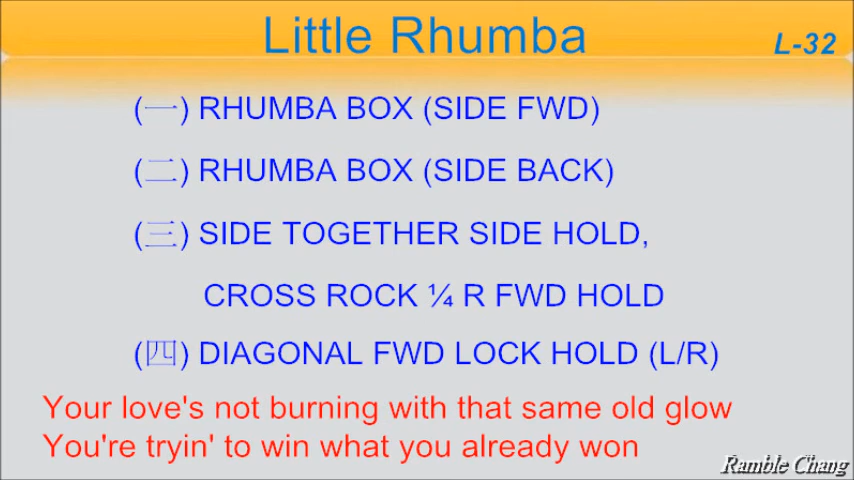 Little Rhumba
L-32
(一) RHUMBA BOX (SIDE FWD)
(二) RHUMBA BOX (SIDE BACK)
(三) SIDE TOGETHER SIDE HOLD,
CROSS ROCK ¼ R FWD HOLD
(四) DIAGONAL FWD LOCK HOLD (L/R)
Your love's not burning with that same old glow
You're tryin' to win what you already won
Ramble Chang